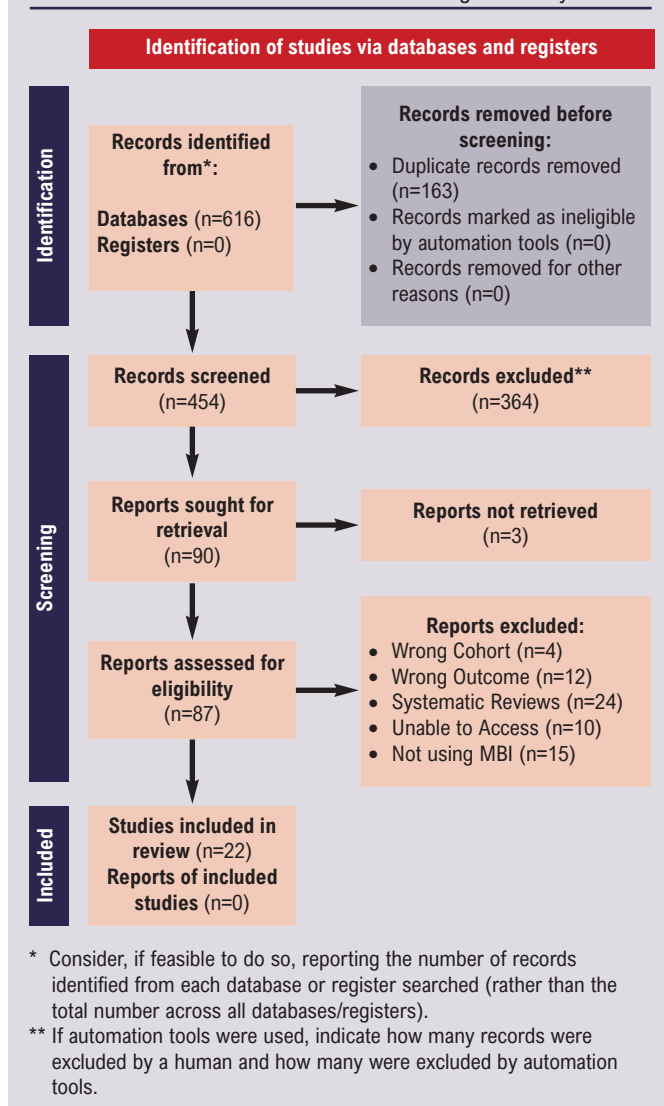 Identification of studies via databases and registers
Identification
Records identified
from*:
Databases (n=616)
Registers (n=0)
Records removed before
screening:
• Duplicate records removed
(n=163)
• Records marked as ineligible
by automation tools (n=0)
• Records removed for other
reasons (n=0)
Screening
Records screened
(n=454)
Records excluded**
(n=364)
Reports sought for
retrieval
(n=90)
Reports not retrieved
(n=3)
Reports assessed for
eligibility
(n=87)
Reports excluded:
• Wrong Cohort (n=4)
• Wrong Outcome (n=12)
• Systematic Reviews (n=24)
• Unable to Access (n=10)
• Not using MBI (n=15)
Included
Studies included in
review (n=22)
Reports of included
studies (n=0)
* Consider, if feasible to do so, reporting the number of records
identified from each database or register searched (rather than the
total number across all databases/registers).
** If automation tools were used, indicate how many records were
excluded by a human and how many were excluded by automation
tools.